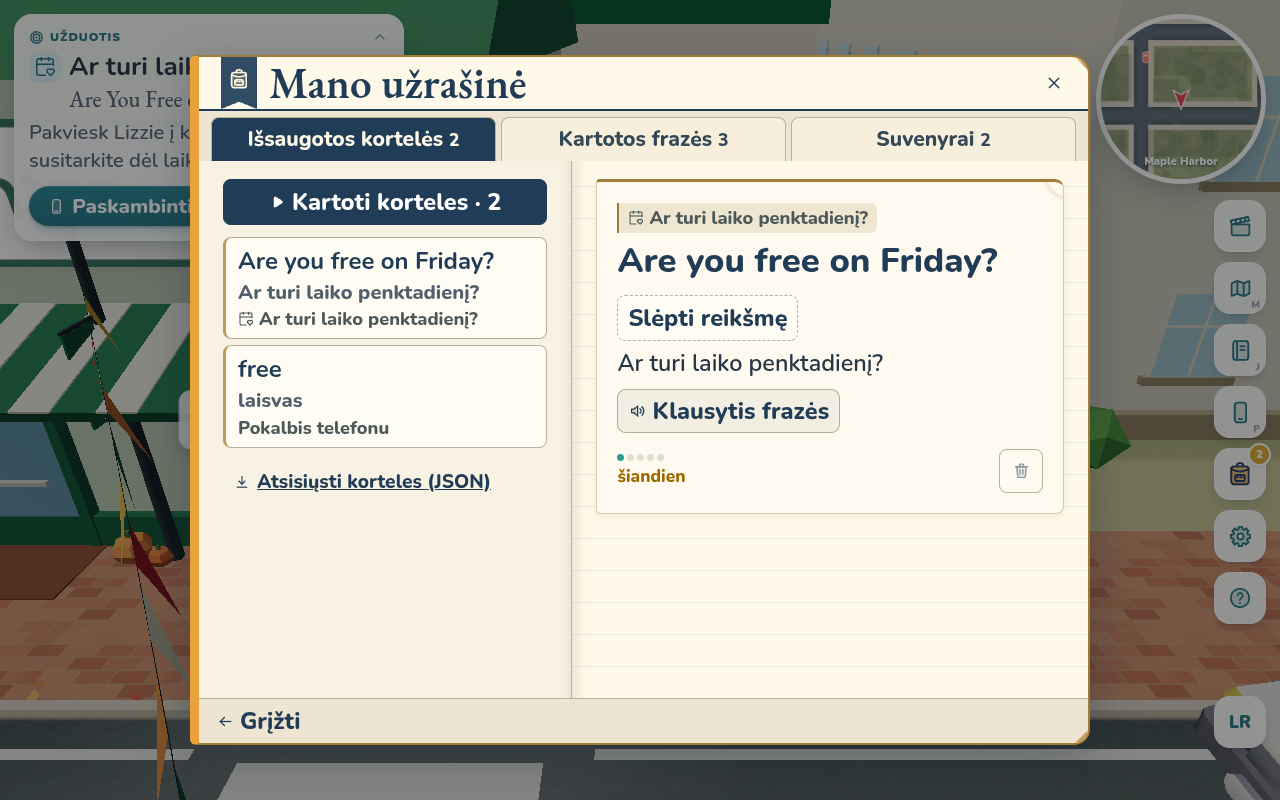 UŽDUOTIS
Ar turi
Are You Free
Pakviesk Lizzie į
susitarkite dėl
Paskambinti
Mano užrašinė
Išsaugotos kortelės 2
Kartotos frazės 3
Suvenyrai 2
Kartoti korteles · 2
Are you free on Friday?
Ar turi laiko penktadienį?
Ar turi laiko penktadienį?
free
laisvas
Pokalbis telefonu
Atsisiųsti korteles (JSON)
Ar turi laiko penktadienį?
Are you free on Friday?
Slėpti reikšmę
Ar turi laiko penktadienį?
Klausytis frazės
šiandien
Grįžti
Maple Harbor
M
J
P
2
LR